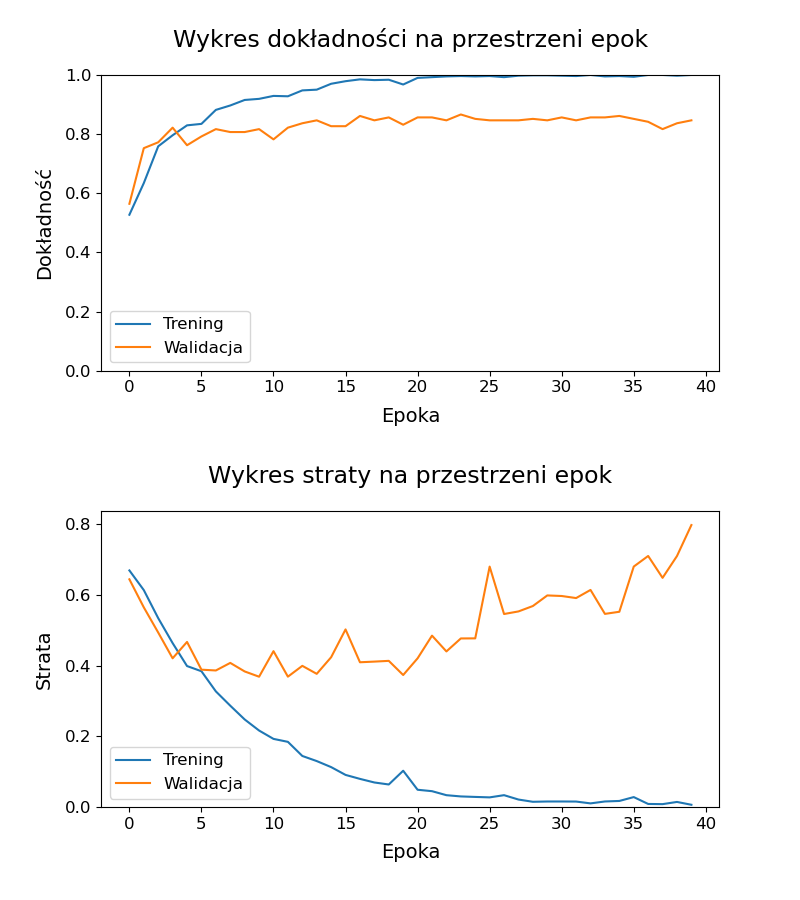 Wykres dokładności na przestrzeni epok
1.0
0.8
0.6
0.4
0.2
0.0
Dokładność
Trening
Walidacja
0 5 10 15 20 25 30 35 40
Epoka
Wykres straty na przestrzeni epok
0.8
0.6
0.4
0.2
0.0
Strata
Trening
Walidacja
0 5 10 15 20 25 30 35 40
Epoka